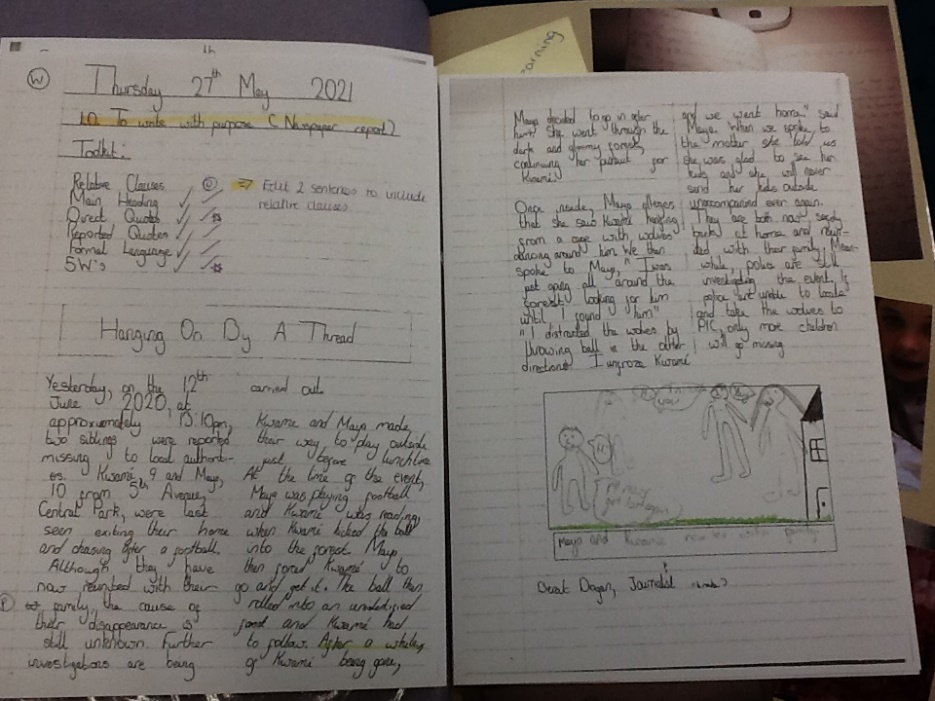 W
Thursday 27th May 2021
L.O. To write with purpose (Newspaper report)
Toolkit:
Relative Clauses
Main Heading
Direct Quotes
Reported Quotes
Formal Language
5W's
⇒ Edit 2 sentences to include
relative clauses.
Hanging On By A Thread
Yesterday, on the 12th
June 2020, at
approximately 13:10pm,
two siblings were reported
missing to local authorit-
es. Kwame, 9 and Maya,
10 from 5th Avenue,
Central Park, were last
seen exiting their home
and chasing after a football.
Although they have
now reunited with their
family, the cause of
their disappearance is
still unknown. Further
investigations are being
carried out.
Kwame and Maya made
their way to play outside
just before lunchtime
At the time of the event,
Maya was playing football
and Kwame was reading,
when Kwame kicked the ball
into the forest. Maya
then Kwame to
go and get it. The ball then
rolled into an
and Kwame had
to follow. After a while,
of Kwame being gone,
Maya decided to go in after
him. She went through the
dark and gloomy forest,
continuing her pursuit for
Kwame.
Once inside, Maya alleges
that she saw Kwame hanging
from a cage with wolves
dancing around him. We then
spoke to Maya, " I was
just going all around the
forest looking for him
until I found him"
" I distracted the wolves by
throwing ball in the other
direction. I Kwame
and we went home" said
Maya. When we spoke to
the mother she told us
she was glad to see her
kids and she will never
send her kids outside
unaccompanied ever again.
They are both now safely
back at home and reun-
ited with their family. Mean-
while, police are still
investigating the event. If
police are unable to locate
and take the wolves to
only more children
will go missing
Maya and Kwame with family
Dogan, Journalist